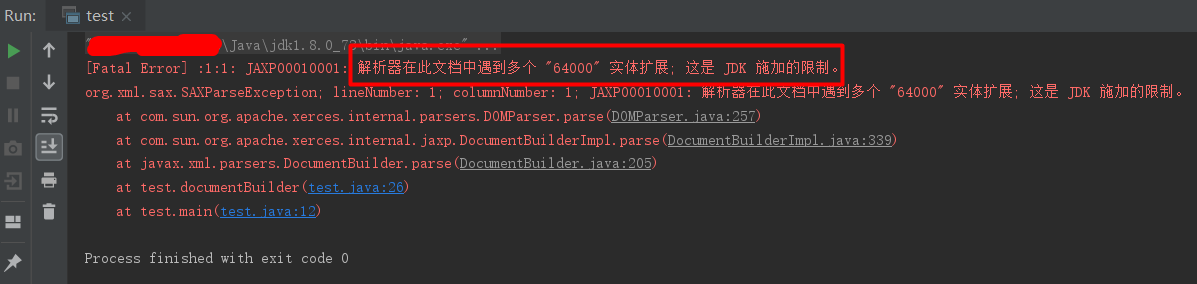 Run: test ×
"\Java\jdk1.8.0_73\bin\java.exe" ...
[Fatal Error] :1:1: JAXP00010001: 解析器在此文档中遇到多个 "64000" 实体扩展; 这是 JDK 施加的限制。
org.xml.sax.SAXParseException; lineNumber: 1; columnNumber: 1; JAXP00010001: 解析器在此文档中遇到多个 "64000" 实体扩展; 这是 JDK 施加的限制。
at com.sun.org.apache.xerces.internal.parsers.DOMParser.parse(DOMParser.java:257)
at com.sun.org.apache.xerces.internal.jaxp.DocumentBuilderImpl.parse(DocumentBuilderImpl.java:339)
at javax.xml.parsers.DocumentBuilder.parse(DocumentBuilder.java:205)
at test.documentBuilder(test.java:26)
at test.main(test.java:12)
Process finished with exit code 0